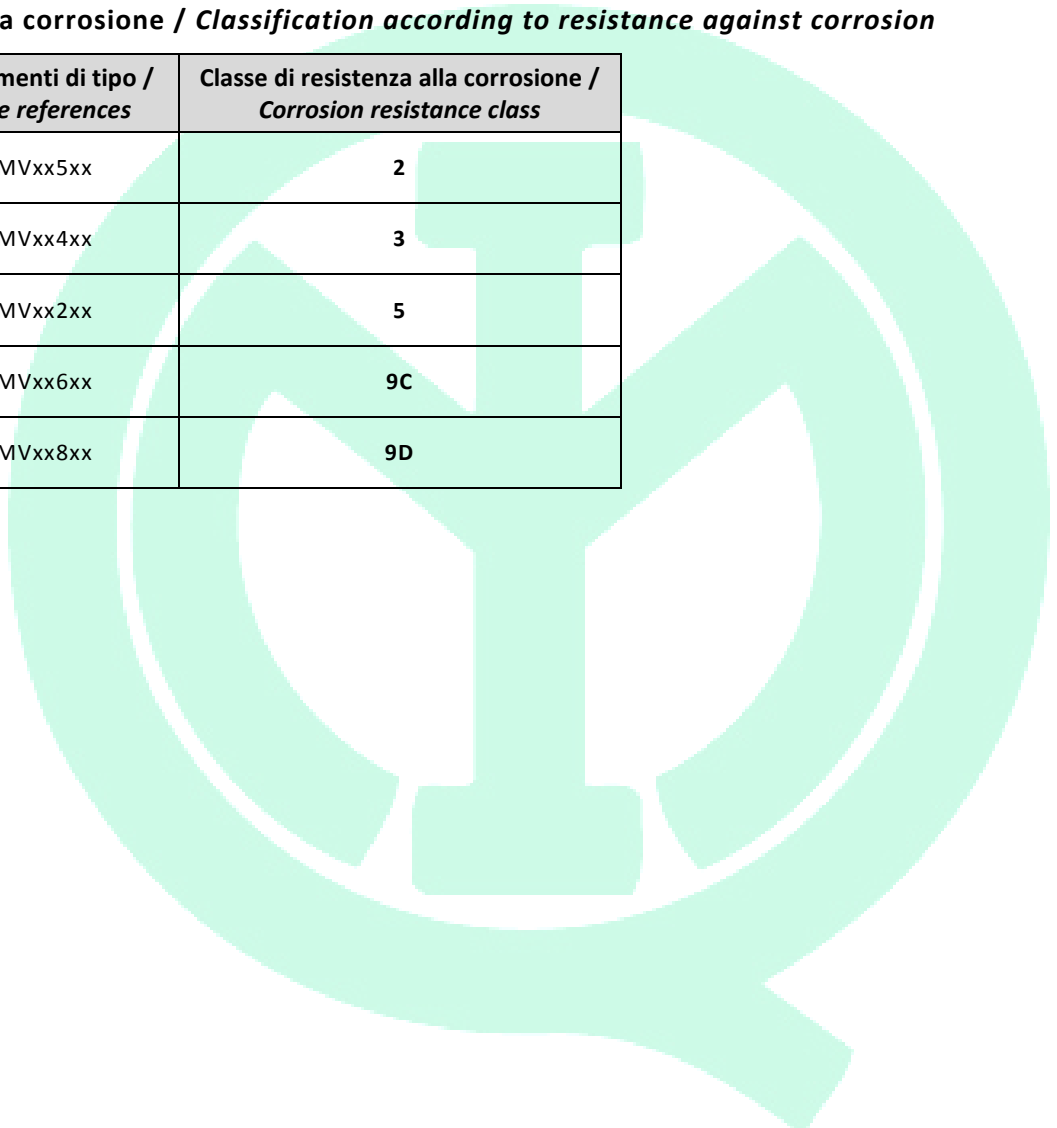 a corrosione / Classification according to resistance against corrosion
menti di tipo /
e references
Classe di resistenza alla corrosione /
Corrosion resistance class
MVxx5xx
2
MVxx4xx
3
MVxx2xx
5
MVxx6xx
9C
MVxx8xx
9D